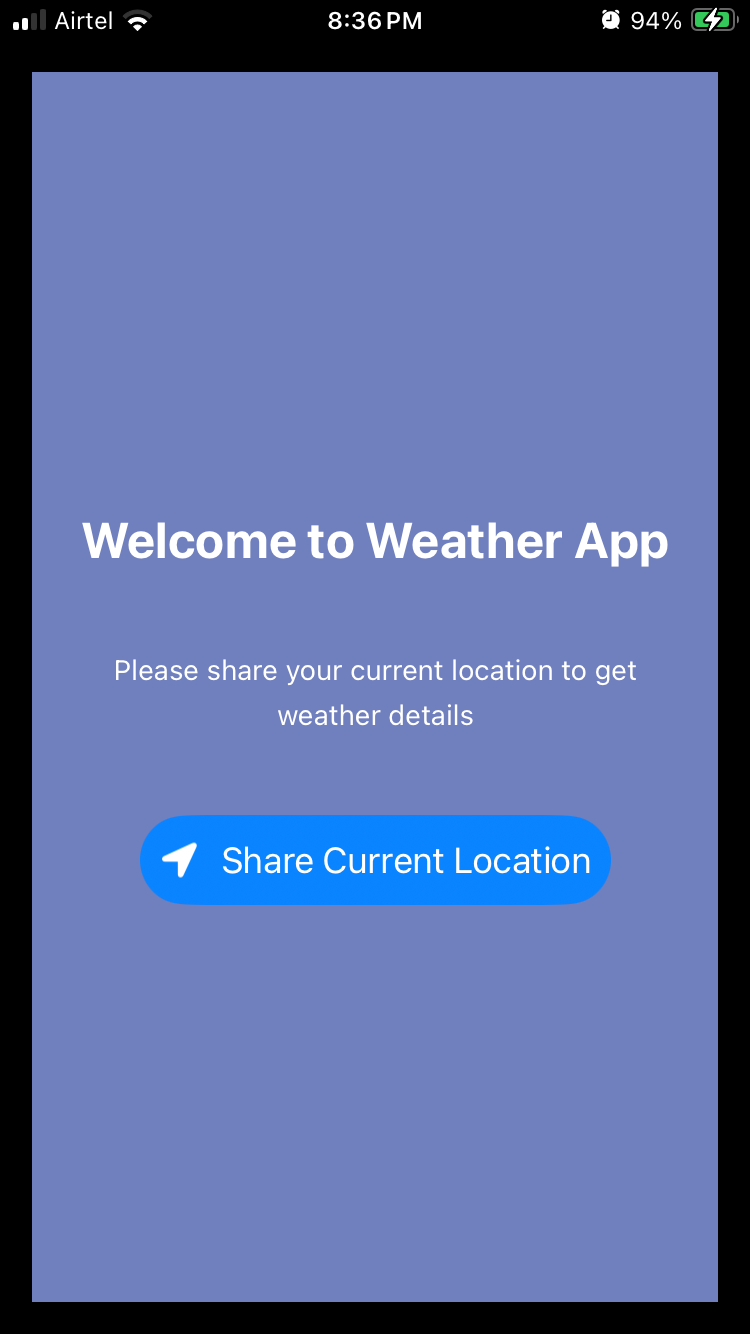 Airtel 8:36 PM 94%
Welcome to Weather App
Please share your current location to get
weather details
Share Current Location